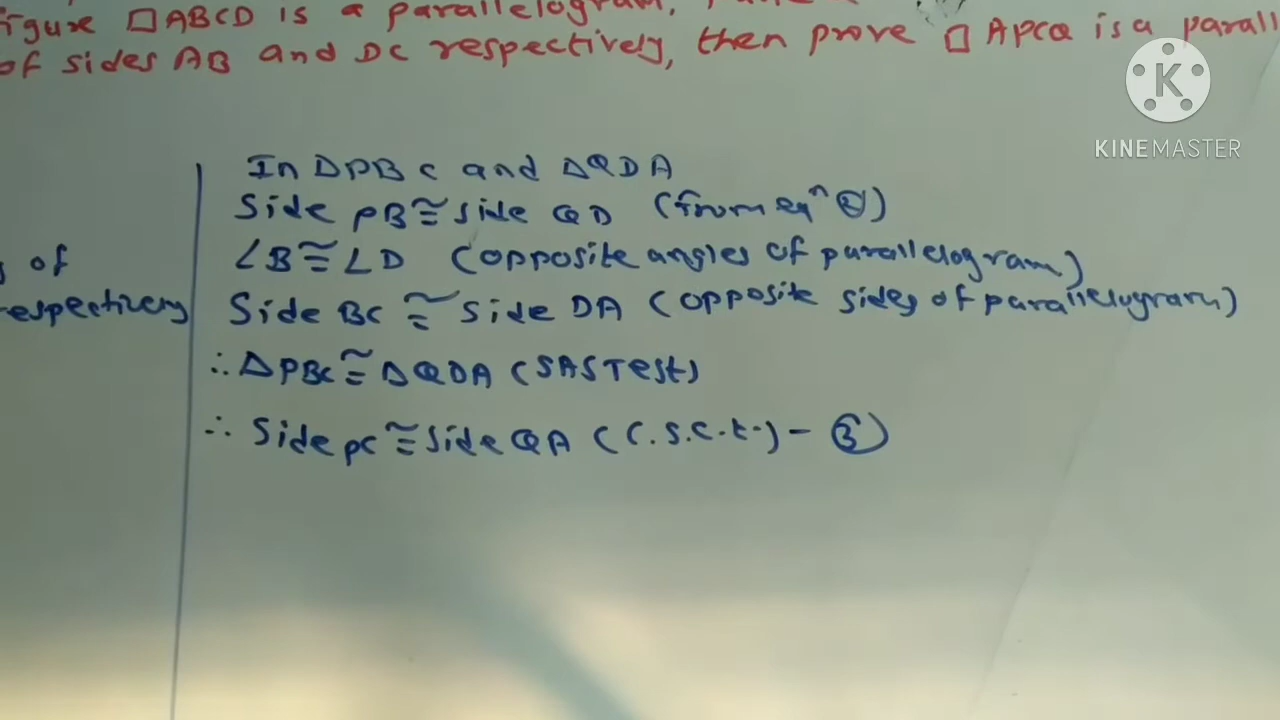 figure □ABCD is a parallelogram.
of sides AB and DC respectively, then prove □ APCQ is a parall
KINEMASTER
In ΔPBC and ΔQDA
Side PB ≅ side QD (from eqⁿ ②)
∠B ≅ ∠D (opposite angles of parallelogram)
of
Side BC ≅ Side DA (opposite sides of parallelogram)
respectively
∴ ΔPBC ≅ ΔQDA (SAS Test)
∴ Side PC ≅ Side QA (C.S.C.t.) - ③